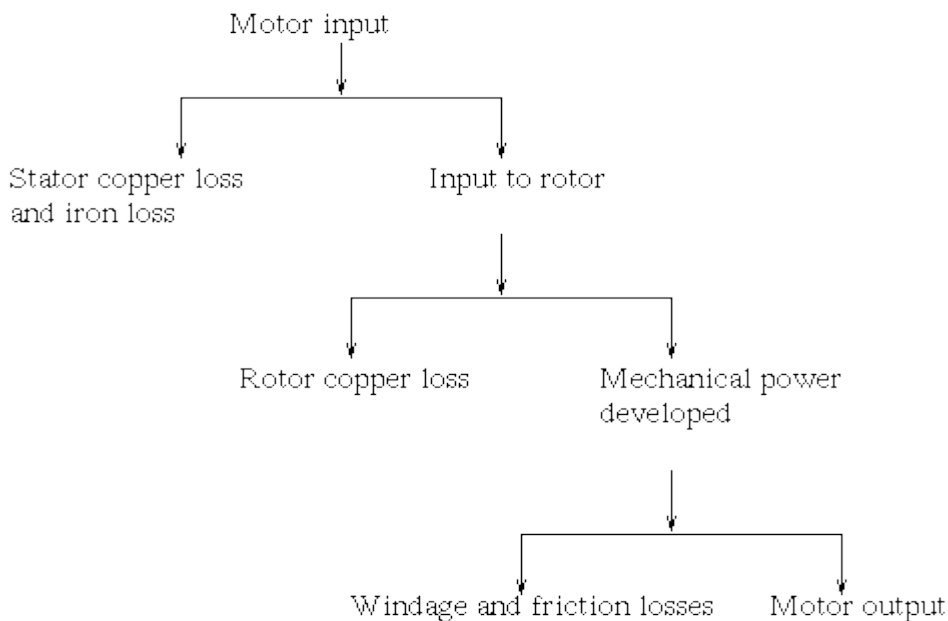 Motor input
Stator copper loss
and iron loss
Input to rotor
Rotor copper loss
Mechanical power
developed
Windage and friction losses
Motor output